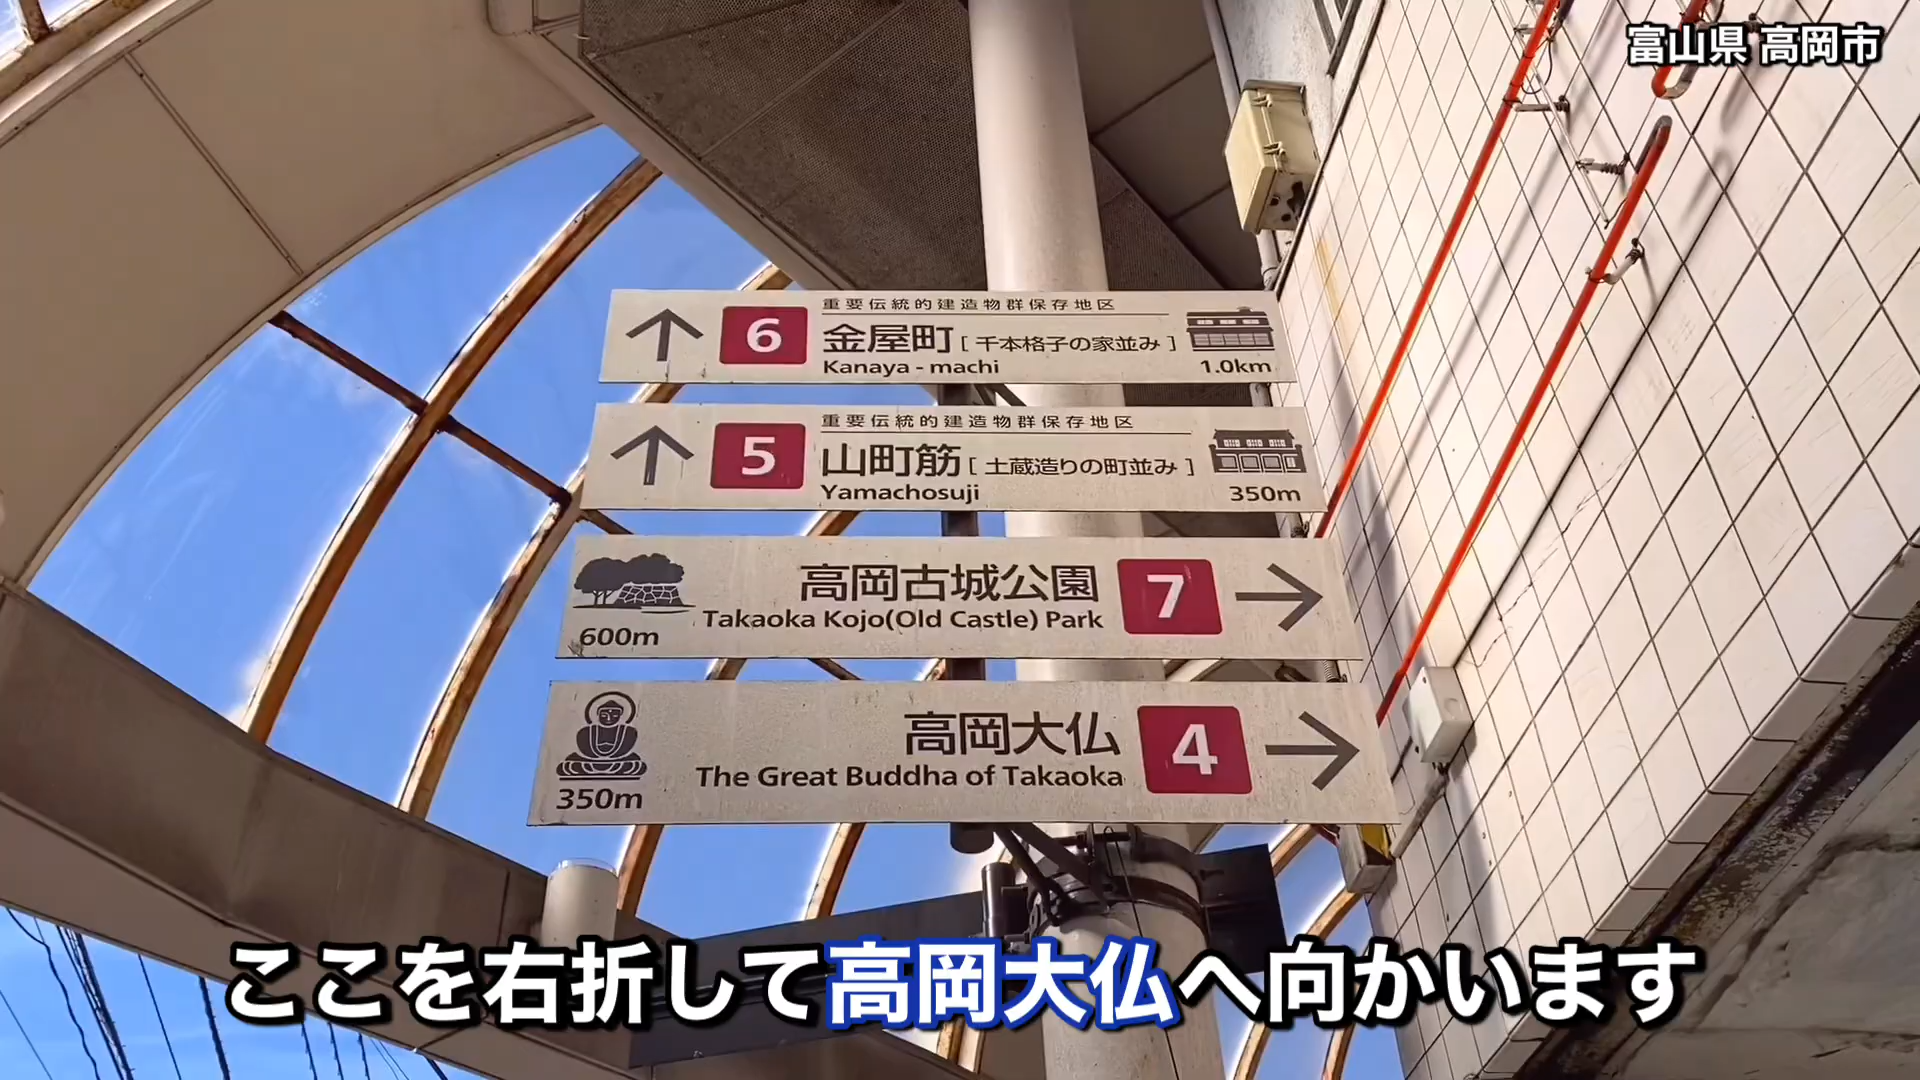 富山県 高岡市
重要伝統的建造物群保存地区
6 金屋町 [ 千本格子の家並み ]
Kanaya - machi 1.0km
重要伝統的建造物群保存地区
5 山町筋 [ 土蔵造りの町並み ]
Yamachosuji 350m
高岡古城公園 7
Takaoka Kojo(Old Castle) Park
600m
高岡大仏 4
The Great Buddha of Takaoka
350m
ここを右折して高岡大仏へ向かいます